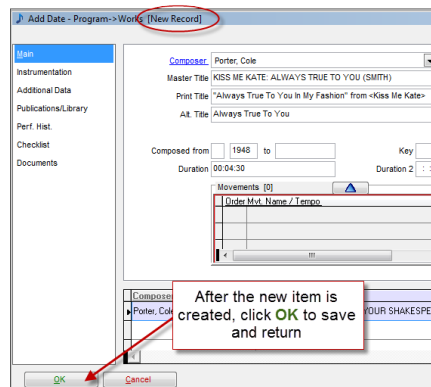 Add Date - Program->Works [New Record]
Main
Instrumentation
Additional Data
Publications/Library
Perf. Hist.
Checklist
Documents
Composer Porter, Cole
Master Title KISS ME KATE: ALWAYS TRUE TO YOU (SMITH)
Print Title "Always True To You In My Fashion" from <Kiss Me Kate>
Alt. Title Always True To You
Composed from 1948 to Key
Duration 00:04:30 Duration 2 : :
Movements [0]
Order Mvt. Name / Tempo
Compose
Porter, Cole YOUR SHAKESPE
After the new item is
created, click OK to save
and return
OK Cancel